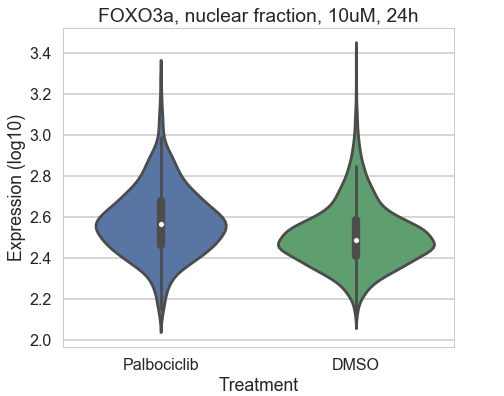 FOXO3a, nuclear fraction, 10uM, 24h
Expression (log10)
3.4
3.2
3.0
2.8
2.6
2.4
2.2
2.0
Palbociclib DMSO
Treatment